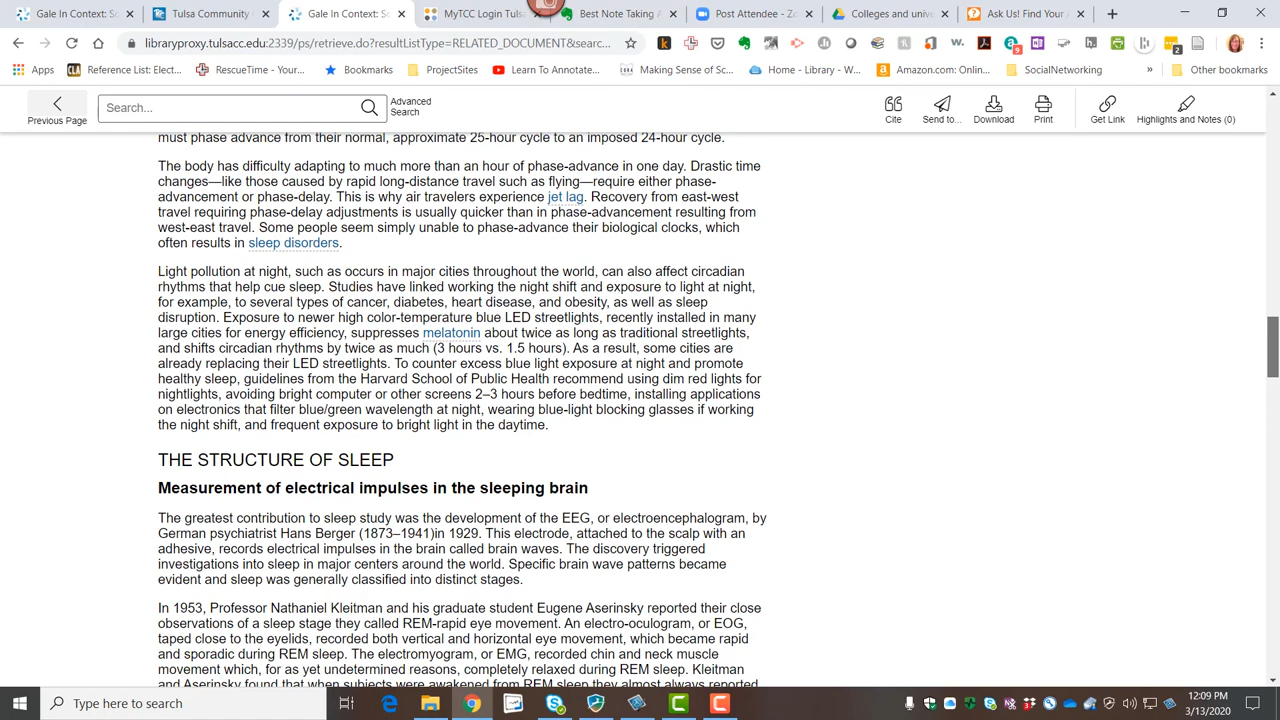 Gale In Context: Sc
Tulsa Community
Gale In Context: Sc
MyTCC Login Tulsa
Best Note Taking A
Post Attendee - Zo
Colleges and unive
Ask Us! Find Your A
libraryproxy.tulsacc.edu:2339/ps/retrieve.do?resultListType=RELATED_DOCUMENT&searc...
Apps
Reference List: Elect...
RescueTime - Your...
Bookmarks
ProjectSites
Learn To Annotate...
Making Sense of Sc...
Home - Library - W...
Amazon.com: Onlin...
SocialNetworking
»
Other bookmarks
Previous Page
Search...
Advanced
Search
Cite
Send to...
Download
Print
Get Link
Highlights and Notes (0)
must phase advance from their normal, approximate 25-hour cycle to an imposed 24-hour cycle.
The body has difficulty adapting to much more than an hour of phase-advance in one day. Drastic time
changes—like those caused by rapid long-distance travel such as flying—require either phase-
advancement or phase-delay. This is why air travelers experience jet lag. Recovery from east-west
travel requiring phase-delay adjustments is usually quicker than in phase-advancement resulting from
west-east travel. Some people seem simply unable to phase-advance their biological clocks, which
often results in sleep disorders.
Light pollution at night, such as occurs in major cities throughout the world, can also affect circadian
rhythms that help cue sleep. Studies have linked working the night shift and exposure to light at night,
for example, to several types of cancer, diabetes, heart disease, and obesity, as well as sleep
disruption. Exposure to newer high color-temperature blue LED streetlights, recently installed in many
large cities for energy efficiency, suppresses melatonin about twice as long as traditional streetlights,
and shifts circadian rhythms by twice as much (3 hours vs. 1.5 hours). As a result, some cities are
already replacing their LED streetlights. To counter excess blue light exposure at night and promote
healthy sleep, guidelines from the Harvard School of Public Health recommend using dim red lights for
nightlights, avoiding bright computer or other screens 2–3 hours before bedtime, installing applications
on electronics that filter blue/green wavelength at night, wearing blue-light blocking glasses if working
the night shift, and frequent exposure to bright light in the daytime.
THE STRUCTURE OF SLEEP
Measurement of electrical impulses in the sleeping brain
The greatest contribution to sleep study was the development of the EEG, or electroencephalogram, by
German psychiatrist Hans Berger (1873–1941)in 1929. This electrode, attached to the scalp with an
adhesive, records electrical impulses in the brain called brain waves. The discovery triggered
investigations into sleep in major centers around the world. Specific brain wave patterns became
evident and sleep was generally classified into distinct stages.
In 1953, Professor Nathaniel Kleitman and his graduate student Eugene Aserinsky reported their close
observations of a sleep stage they called REM-rapid eye movement. An electro-oculogram, or EOG,
taped close to the eyelids, recorded both vertical and horizontal eye movement, which became rapid
and sporadic during REM sleep. The electromyogram, or EMG, recorded chin and neck muscle
movement which, for as yet undetermined reasons, completely relaxed during REM sleep. Kleitman
and Aserinsky found that when subjects were awakened from REM sleep they almost always reported
Type here to search
12:09 PM
3/13/2020